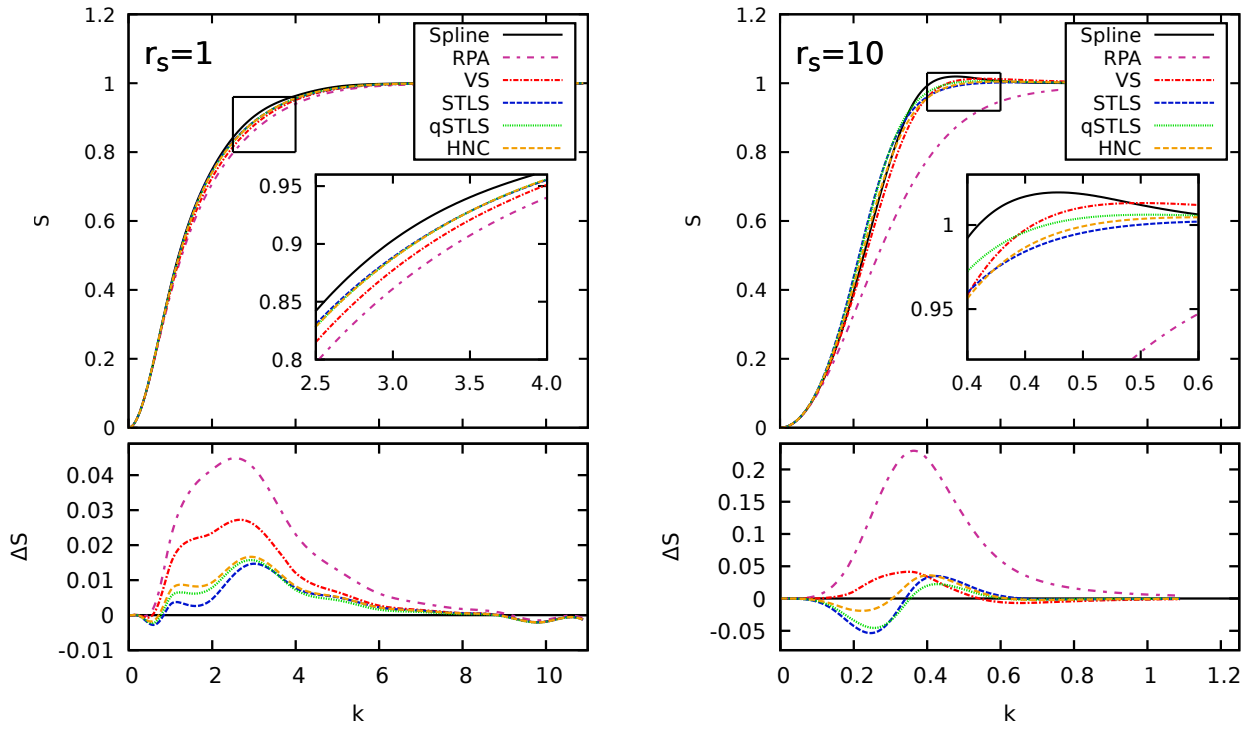 r_s=1
Spline
RPA
VS
STLS
qSTLS
HNC
S
1
0.8
0.6
0.4
0.2
0
0.95
0.9
0.85
0.8
2.5 3.0 3.5 4.0
ΔS
0.04
0.03
0.02
0.01
0
-0.01
0 2 4 6 8 10
k
r_s=10
Spline
RPA
VS
STLS
qSTLS
HNC
S
1.2
1
0.8
0.6
0.4
0.2
0
1
0.95
0.4 0.4 0.5 0.5 0.6
ΔS
0.2
0.15
0.1
0.05
0
-0.05
0 0.2 0.4 0.6 0.8 1 1.2
k
1.2